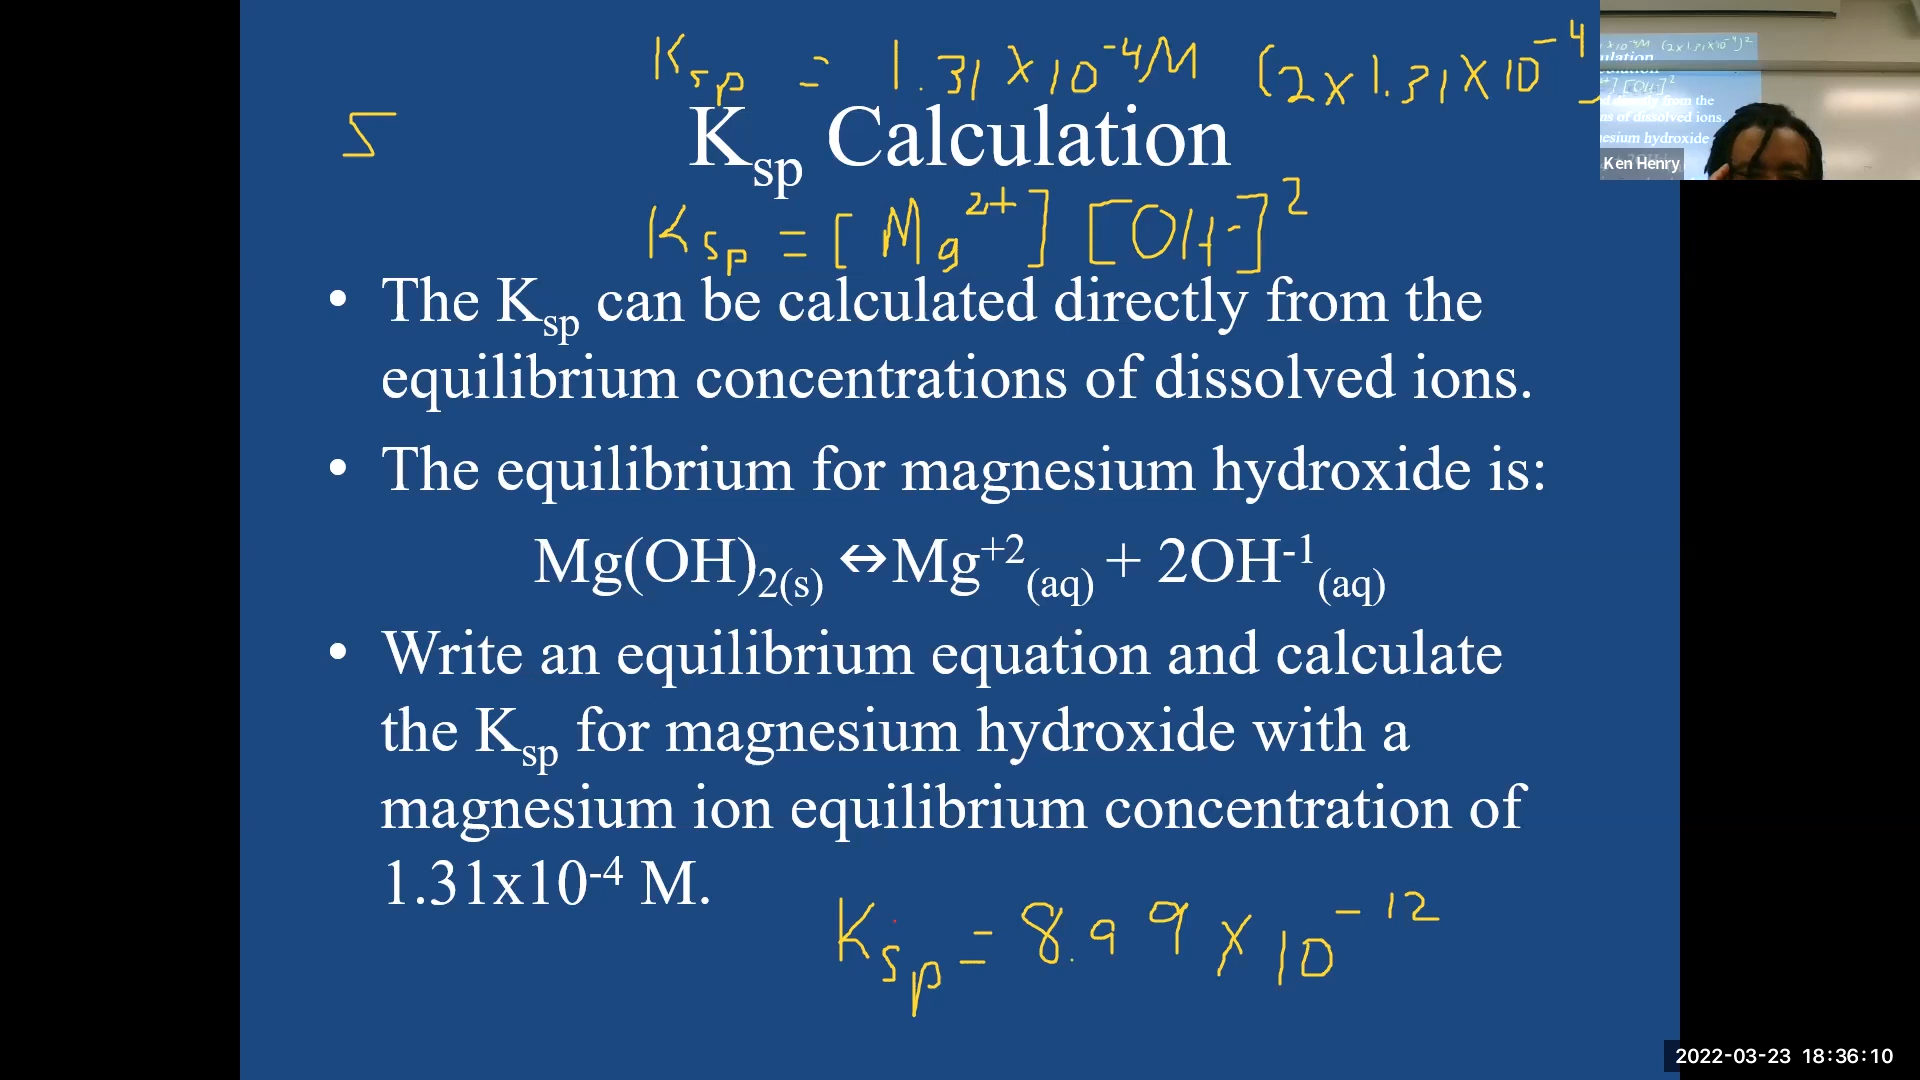 Ksp = 1.31 x 10^-4 M (2 x 1.31 x 10^-4
5
Ksp Calculation
Ksp = [Mg^2+] [OH-]^2
• The Ksp can be calculated directly from the
equilibrium concentrations of dissolved ions.
• The equilibrium for magnesium hydroxide is:
Mg(OH)2(s) ↔Mg+2(aq) + 2OH-1(aq)
• Write an equilibrium equation and calculate
the Ksp for magnesium hydroxide with a
magnesium ion equilibrium concentration of
1.31x10-4 M.
Ksp = 8.99 x 10^-12
Ken Henry
2022-03-23 18:36:10